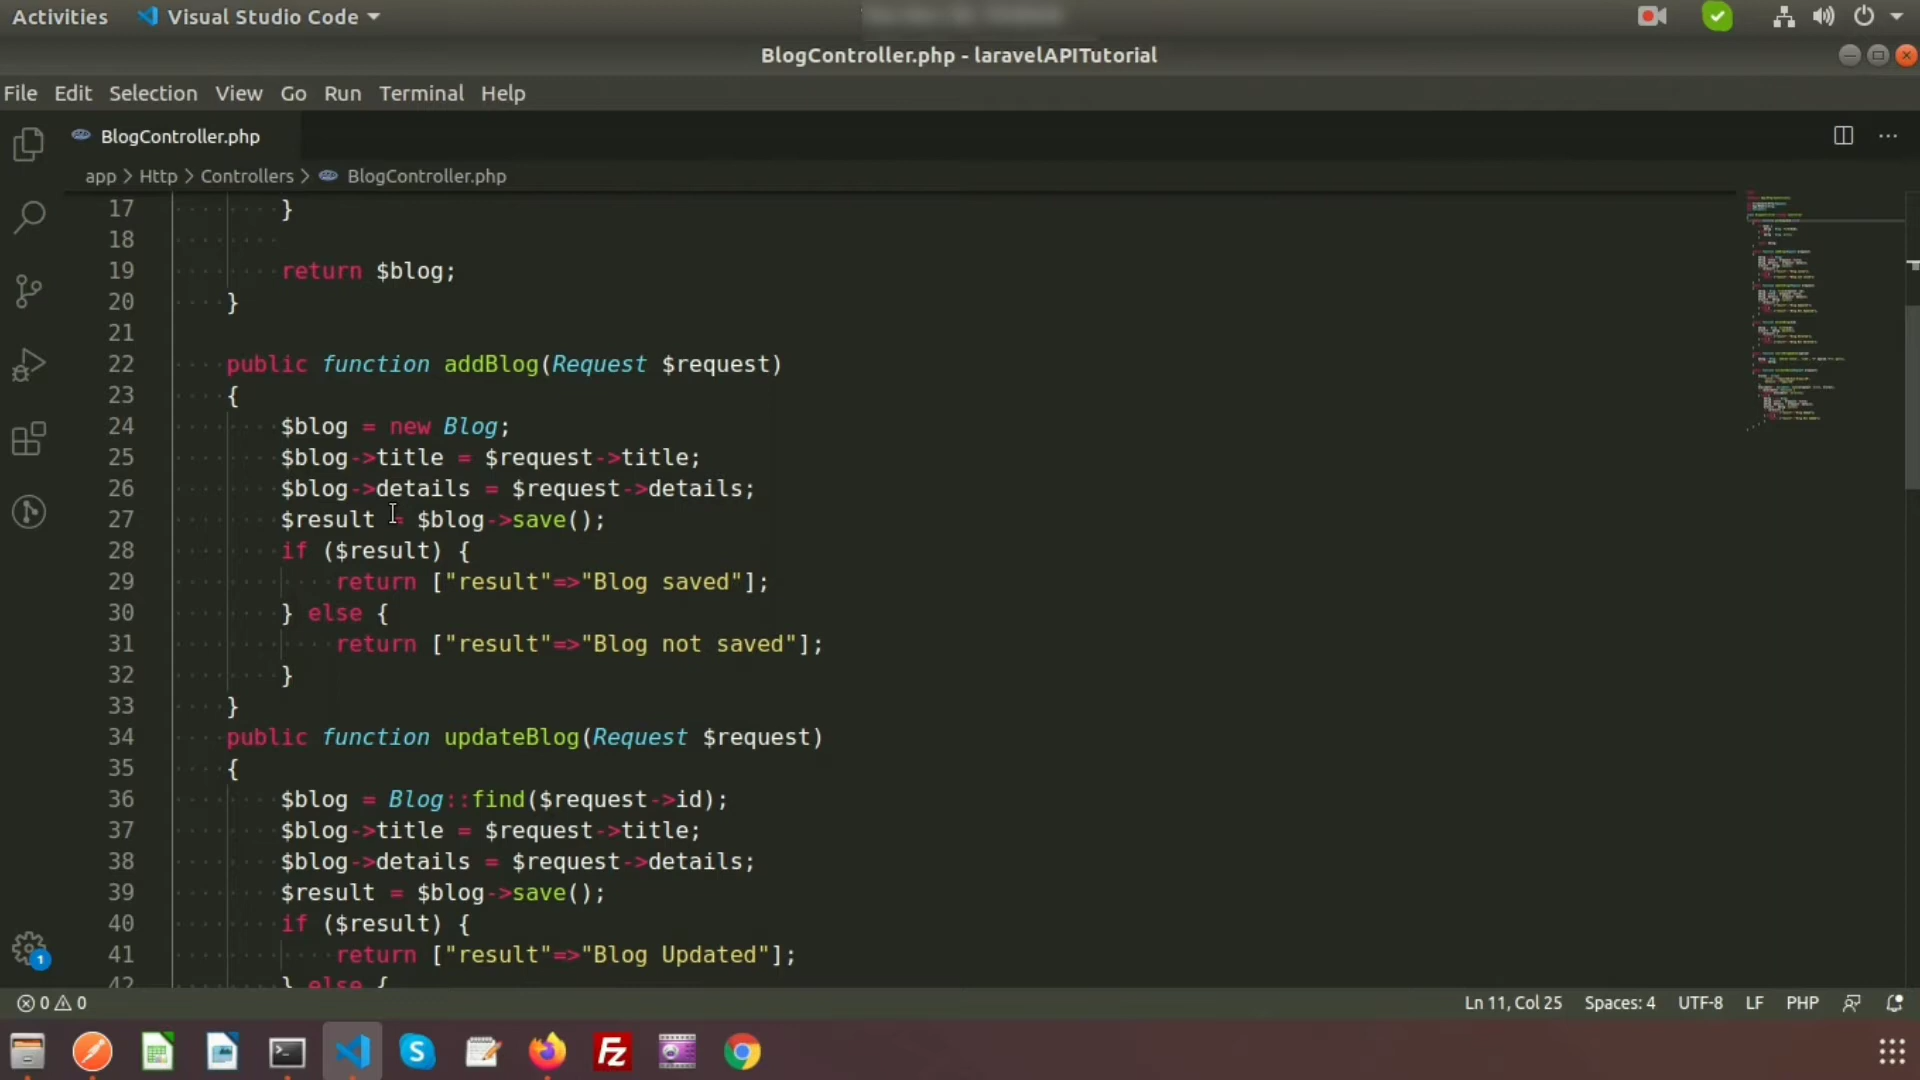 Activities Visual Studio Code
BlogController.php - laravelAPITutorial
File Edit Selection View Go Run Terminal Help
BlogController.php
app > Http > Controllers > BlogController.php
17 }
18
19 return $blog;
20 }
21
22 public function addBlog(Request $request)
23 {
24 $blog = new Blog;
25 $blog->title = $request->title;
26 $blog->details = $request->details;
27 $result = $blog->save();
28 if ($result) {
29 return ["result"=>"Blog saved"];
30 } else {
31 return ["result"=>"Blog not saved"];
32 }
33 }
34 public function updateBlog(Request $request)
35 {
36 $blog = Blog::find($request->id);
37 $blog->title = $request->title;
38 $blog->details = $request->details;
39 $result = $blog->save();
40 if ($result) {
41 return ["result"=>"Blog Updated"];
42 } else {
1
0 0 Ln 11, Col 25 Spaces: 4 UTF-8 LF PHP
S Fz